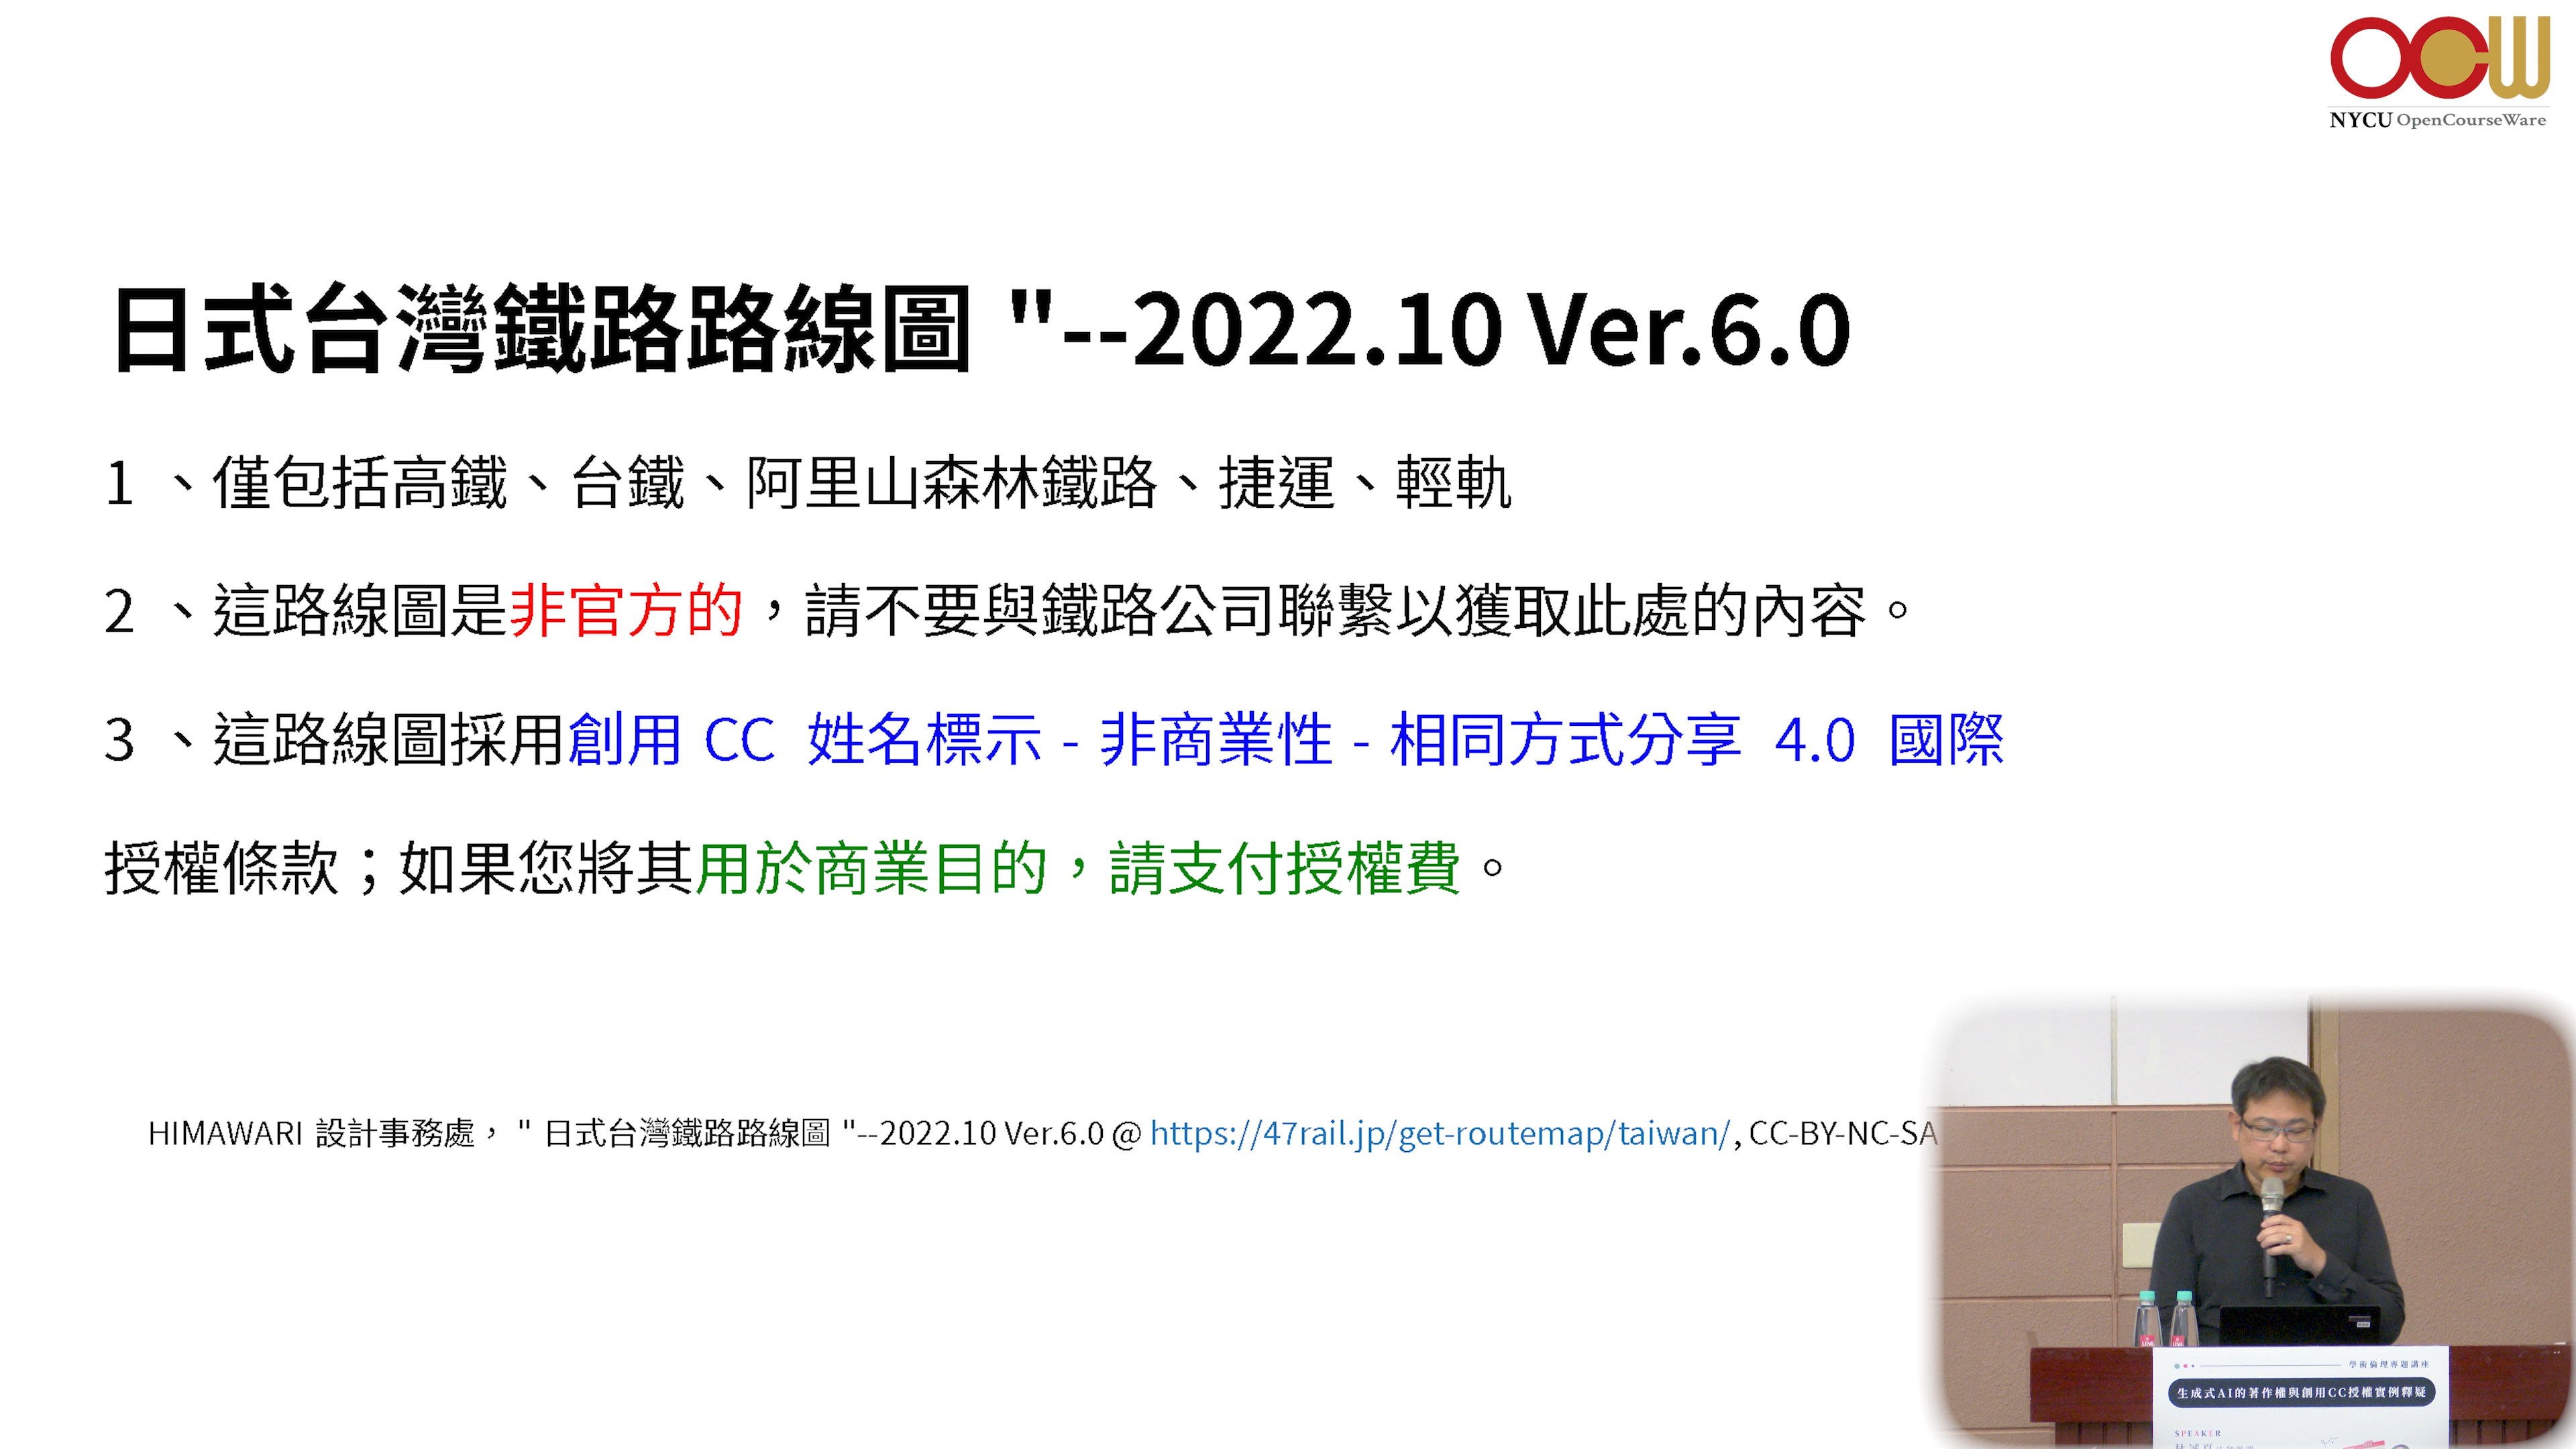 OCW
NYCU OpenCourseWare
日式台灣鐵路路線圖 "--2022.10 Ver.6.0
1 、僅包括高鐵、台鐵、阿里山森林鐵路、捷運、輕軌
2 、這路線圖是非官方的，請不要與鐵路公司聯繫以獲取此處的內容。
3 、這路線圖採用創用 CC 姓名標示 - 非商業性 - 相同方式分享 4.0 國際
授權條款；如果您將其用於商業目的，請支付授權費。
HIMAWARI 設計事務處， " 日式台灣鐵路路線圖 "--2022.10 Ver.6.0 @ https://47rail.jp/get-routemap/taiwan/, CC-BY-NC-SA
學術倫理專題講座
生成式AI的著作權與創用CC授權實例釋疑
SPEAKER